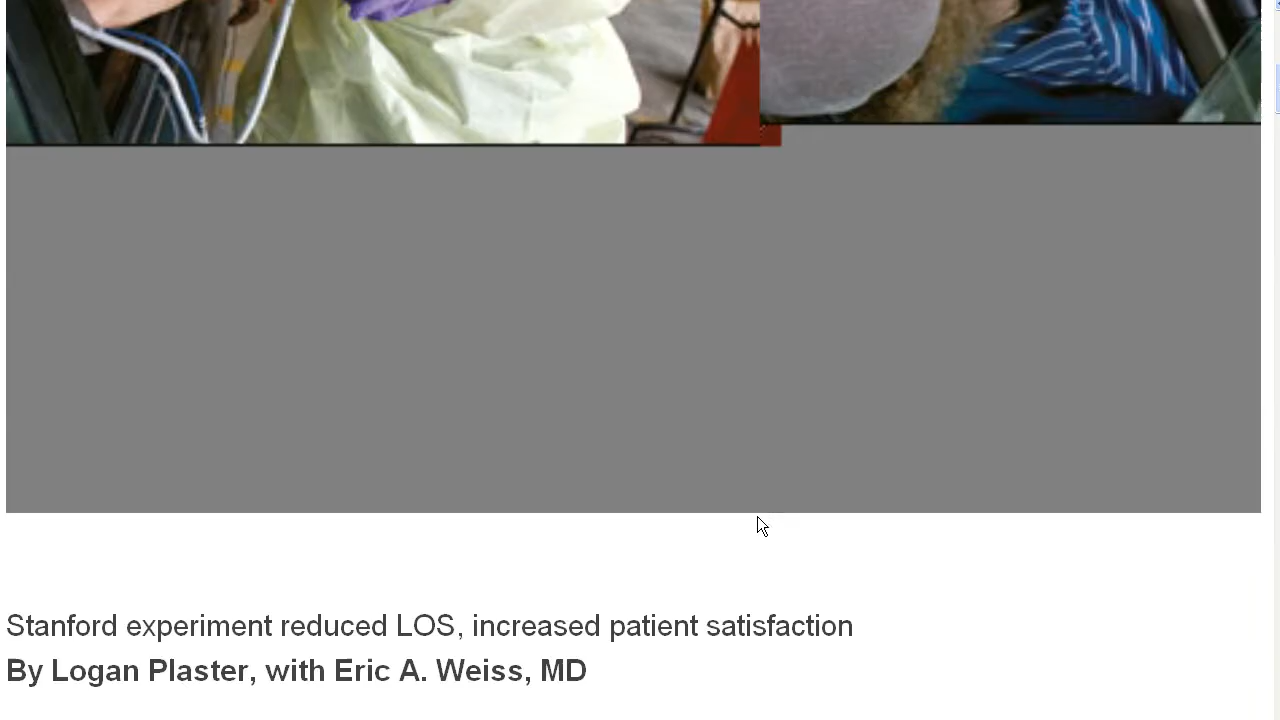 Stanford experiment reduced LOS, increased patient satisfaction
By Logan Plaster, with Eric A. Weiss, MD